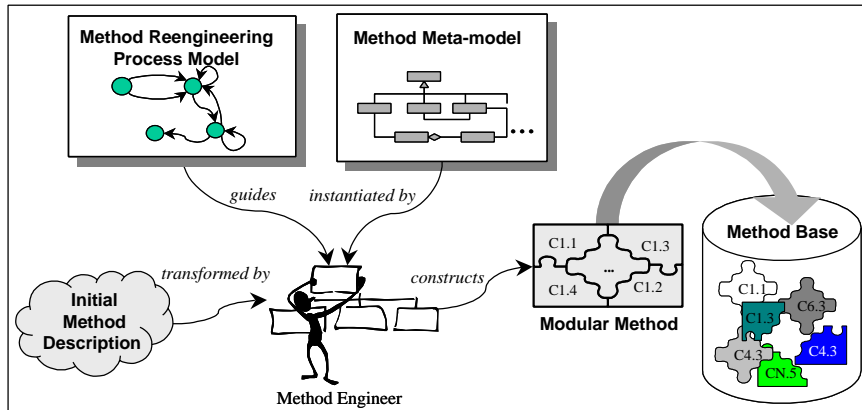 Method Reengineering
Process Model
Method Meta-model
guides
instantiated by
transformed by
constructs
Initial
Method
Description
Method Engineer
C1.1
C1.3
...
C1.4
C1.2
Modular Method
Method Base
C1.1
C6.3
C1.3
C4.3
C4.3
CN.5